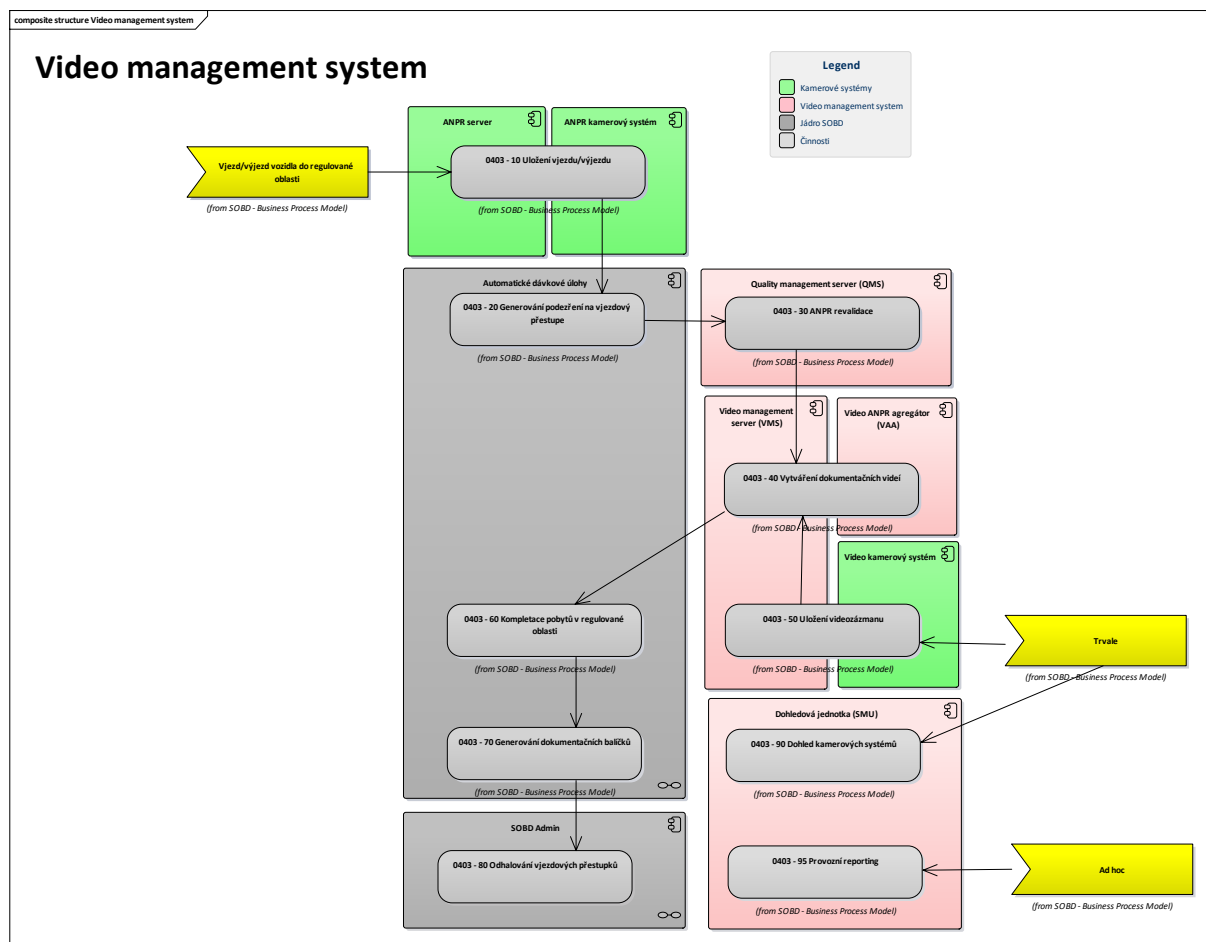 composite structure Video management system
Video management system
Legend
Kamerové systémy
Video management system
Jádro SOBD
Činnosti
ANPR server
ANPR kamerový systém
Vjezd/výjezd vozidla do regulované
oblasti
(from SOBD - Business Process Model)
0403 - 10 Uložení vjezdu/výjezdu
(from SOBD - Business Process Model)
Automatické dávkové úlohy
0403 - 20 Generování podezření na vjezdový
přestupe
(from SOBD - Business Process Model)
Quality management server (QMS)
0403 - 30 ANPR revalidace
(from SOBD - Business Process Model)
Video management
server (VMS)
Video ANPR agregátor
(VAA)
0403 - 40 Vytváření dokumentačních videí
(from SOBD - Business Process Model)
Video kamerový systém
0403 - 50 Uložení videozázmanu
(from SOBD - Business Process Model)
Trvale
(from SOBD - Business Process Model)
0403 - 60 Kompletace pobytů v regulované
oblasti
(from SOBD - Business Process Model)
0403 - 70 Generování dokumentačních balíčků
(from SOBD - Business Process Model)
Dohledová jednotka (SMU)
0403 - 90 Dohled kamerových systémů
(from SOBD - Business Process Model)
SOBD Admin
0403 - 80 Odhalování vjezdových přestupků
0403 - 95 Provozní reporting
(from SOBD - Business Process Model)
Ad hoc
(from SOBD - Business Process Model)